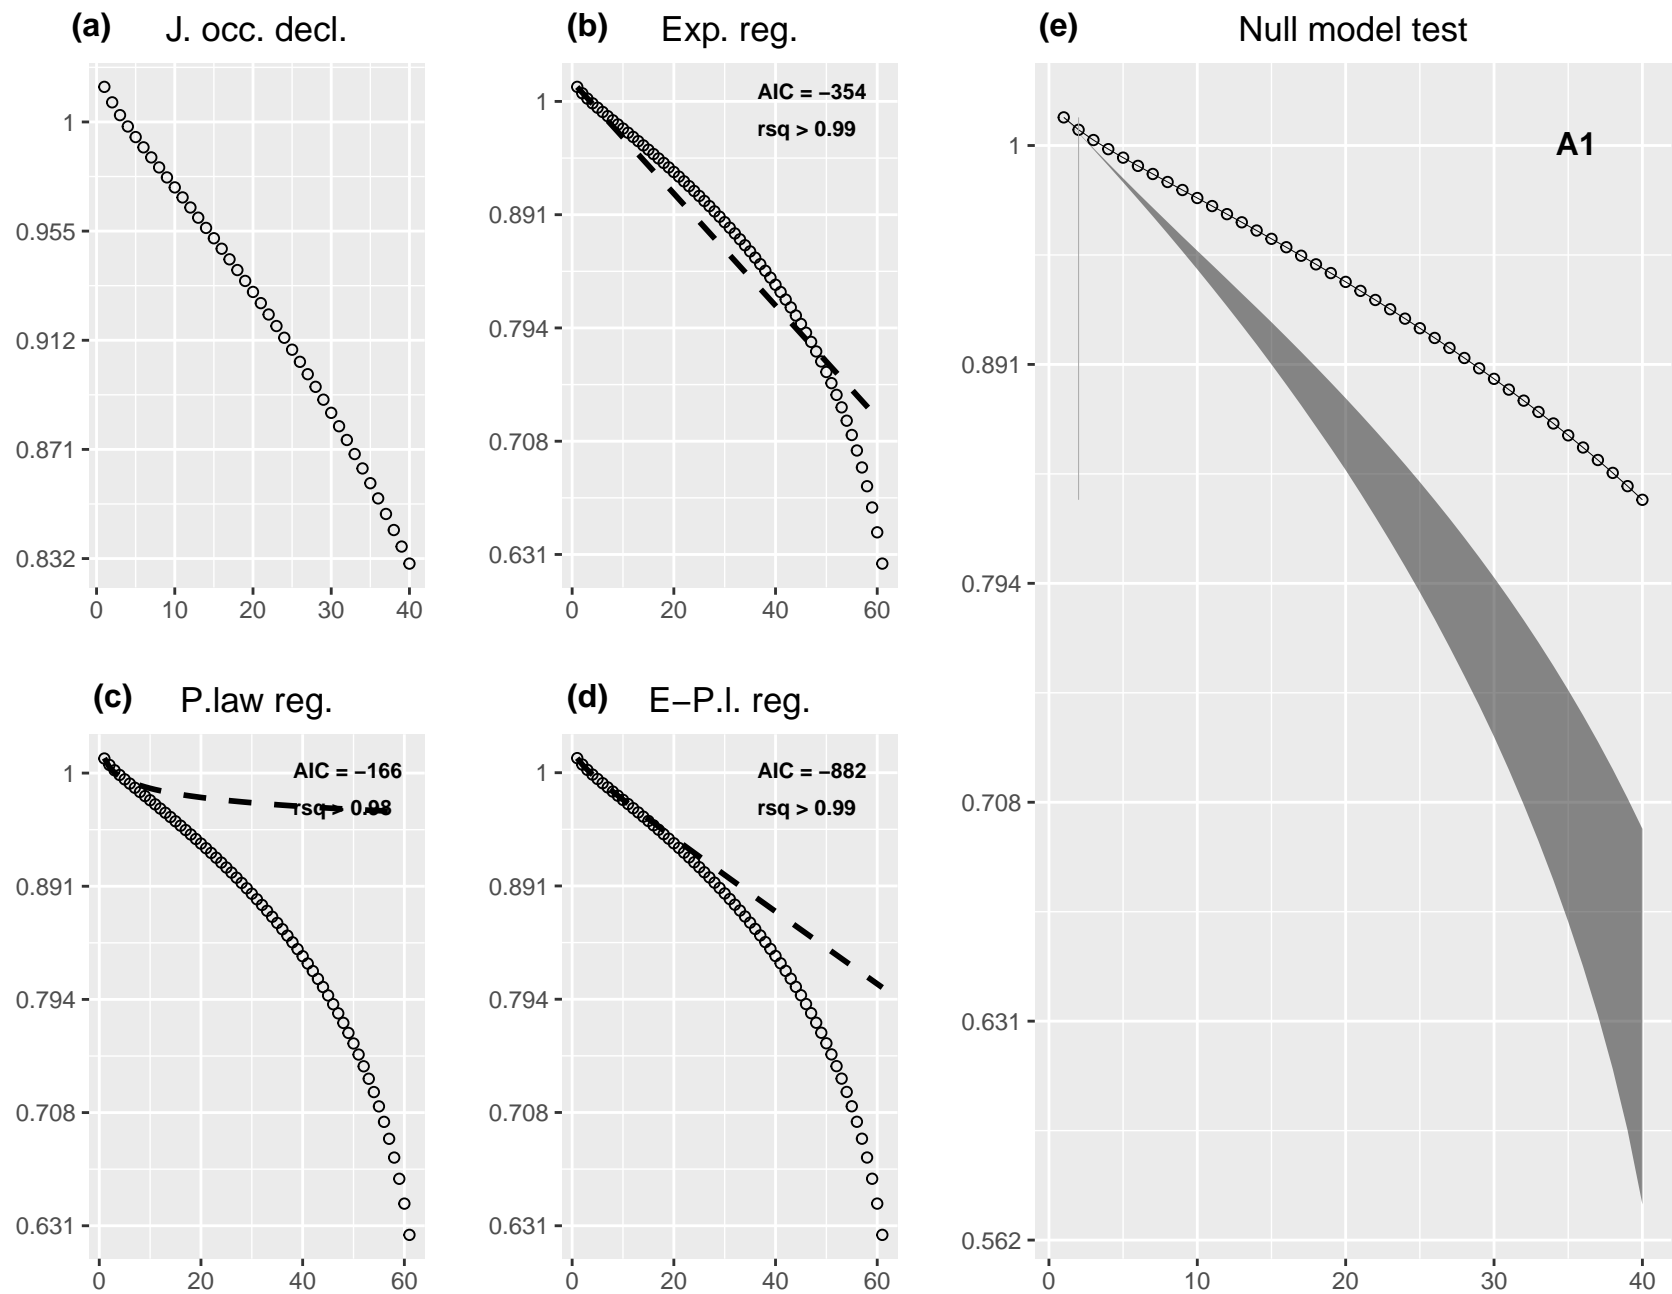 (a) J. occ. decl.
1
0.955
0.912
0.871
0.832
0 10 20 30 40
(b) Exp. reg.
AIC = −354
rsq > 0.99
1
0.891
0.794
0.708
0.631
0 20 40 60
(c) P.law reg.
AIC = −166
rsq > 0.98
1
0.891
0.794
0.708
0.631
0 20 40 60
(d) E−P.l. reg.
AIC = −882
rsq > 0.99
1
0.891
0.794
0.708
0.631
0 20 40 60
(e) Null model test
A1
1
0.891
0.794
0.708
0.631
0.562
0 10 20 30 40